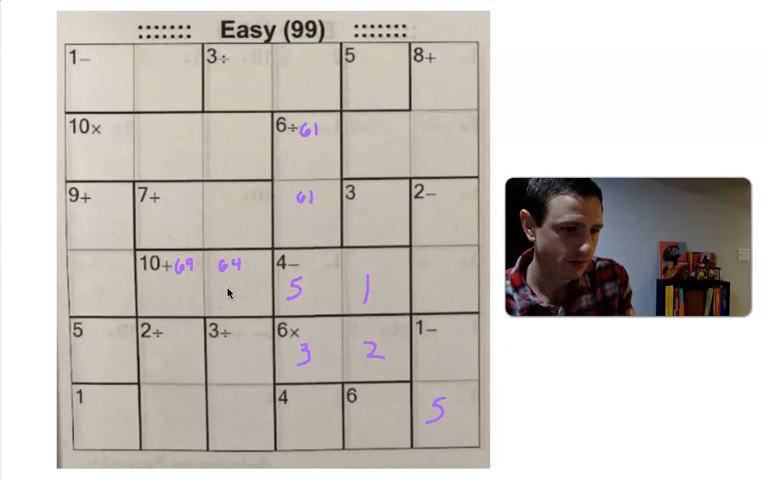 Easy (99)
1− 3÷ 5 8+
10× 6÷ 61
9+ 7+ 61 3 2−
10+ 69 64 4−
5 1
5 2÷ 3÷ 6× 1−
3 2
1 4 6
5